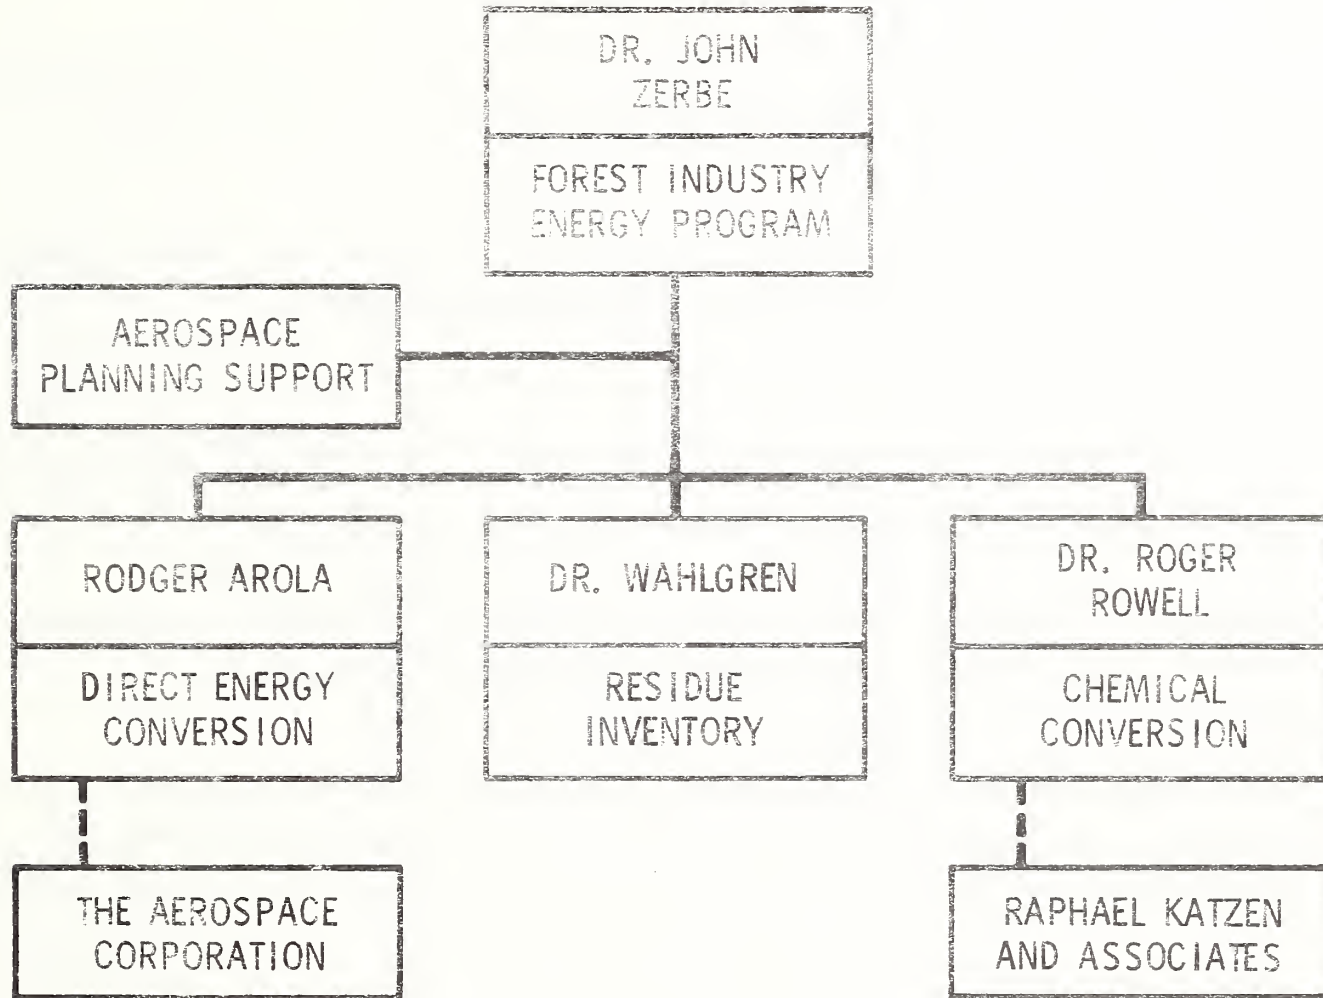 DR. JOHN
ZERBE
FOREST INDUSTRY
ENERGY PROGRAM
AEROSPACE
PLANNING SUPPORT
RODGER AROLA
DIRECT ENERGY
CONVERSION
DR. WAHLGREN
RESIDUE
INVENTORY
DR. ROGER
ROWELL
CHEMICAL
CONVERSION
THE AEROSPACE
CORPORATION
RAPHAEL KATZEN
AND ASSOCIATES